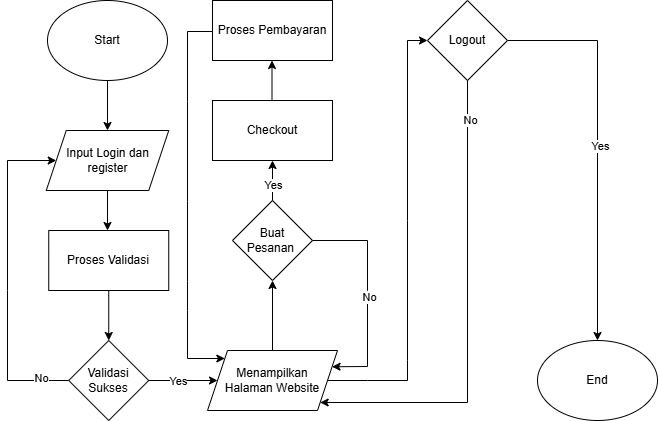 Start
Input Login dan
register
Proses Validasi
Validasi
Sukses
No
Yes
Menampilkan
Halaman Website
Buat
Pesanan
No
Yes
Checkout
Proses Pembayaran
Logout
No
Yes
End